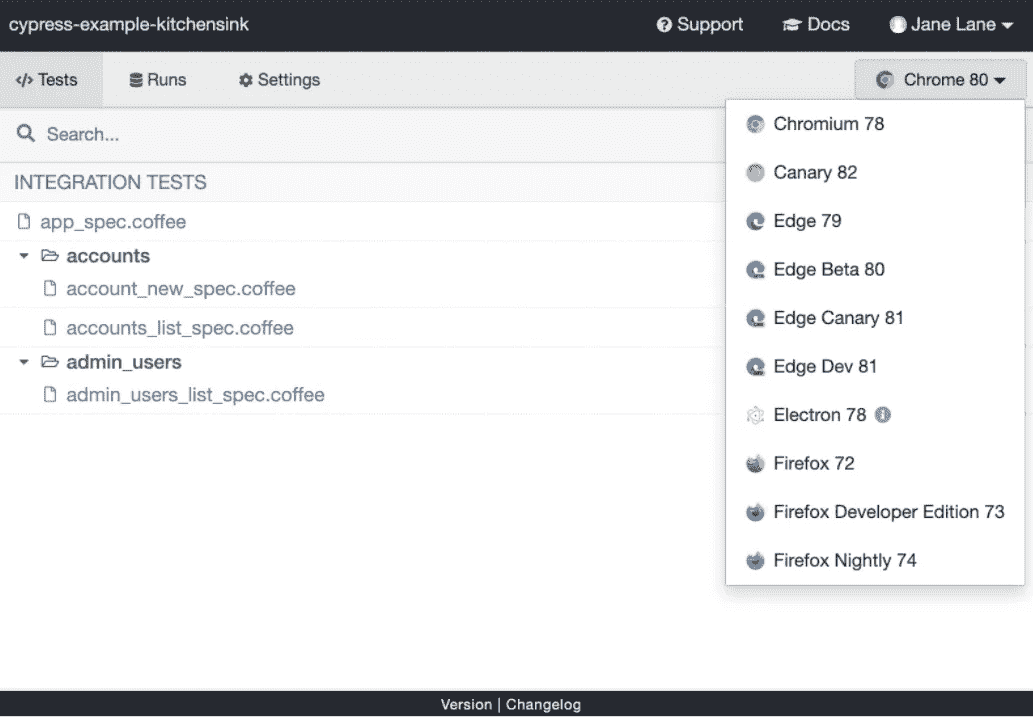 cypress-example-kitchensink Support Docs Jane Lane
Tests Runs Settings Chrome 80
Search...
INTEGRATION TESTS
app_spec.coffee
accounts
account_new_spec.coffee
accounts_list_spec.coffee
admin_users
admin_users_list_spec.coffee
Chromium 78
Canary 82
Edge 79
Edge Beta 80
Edge Canary 81
Edge Dev 81
Electron 78
Firefox 72
Firefox Developer Edition 73
Firefox Nightly 74
Version | Changelog